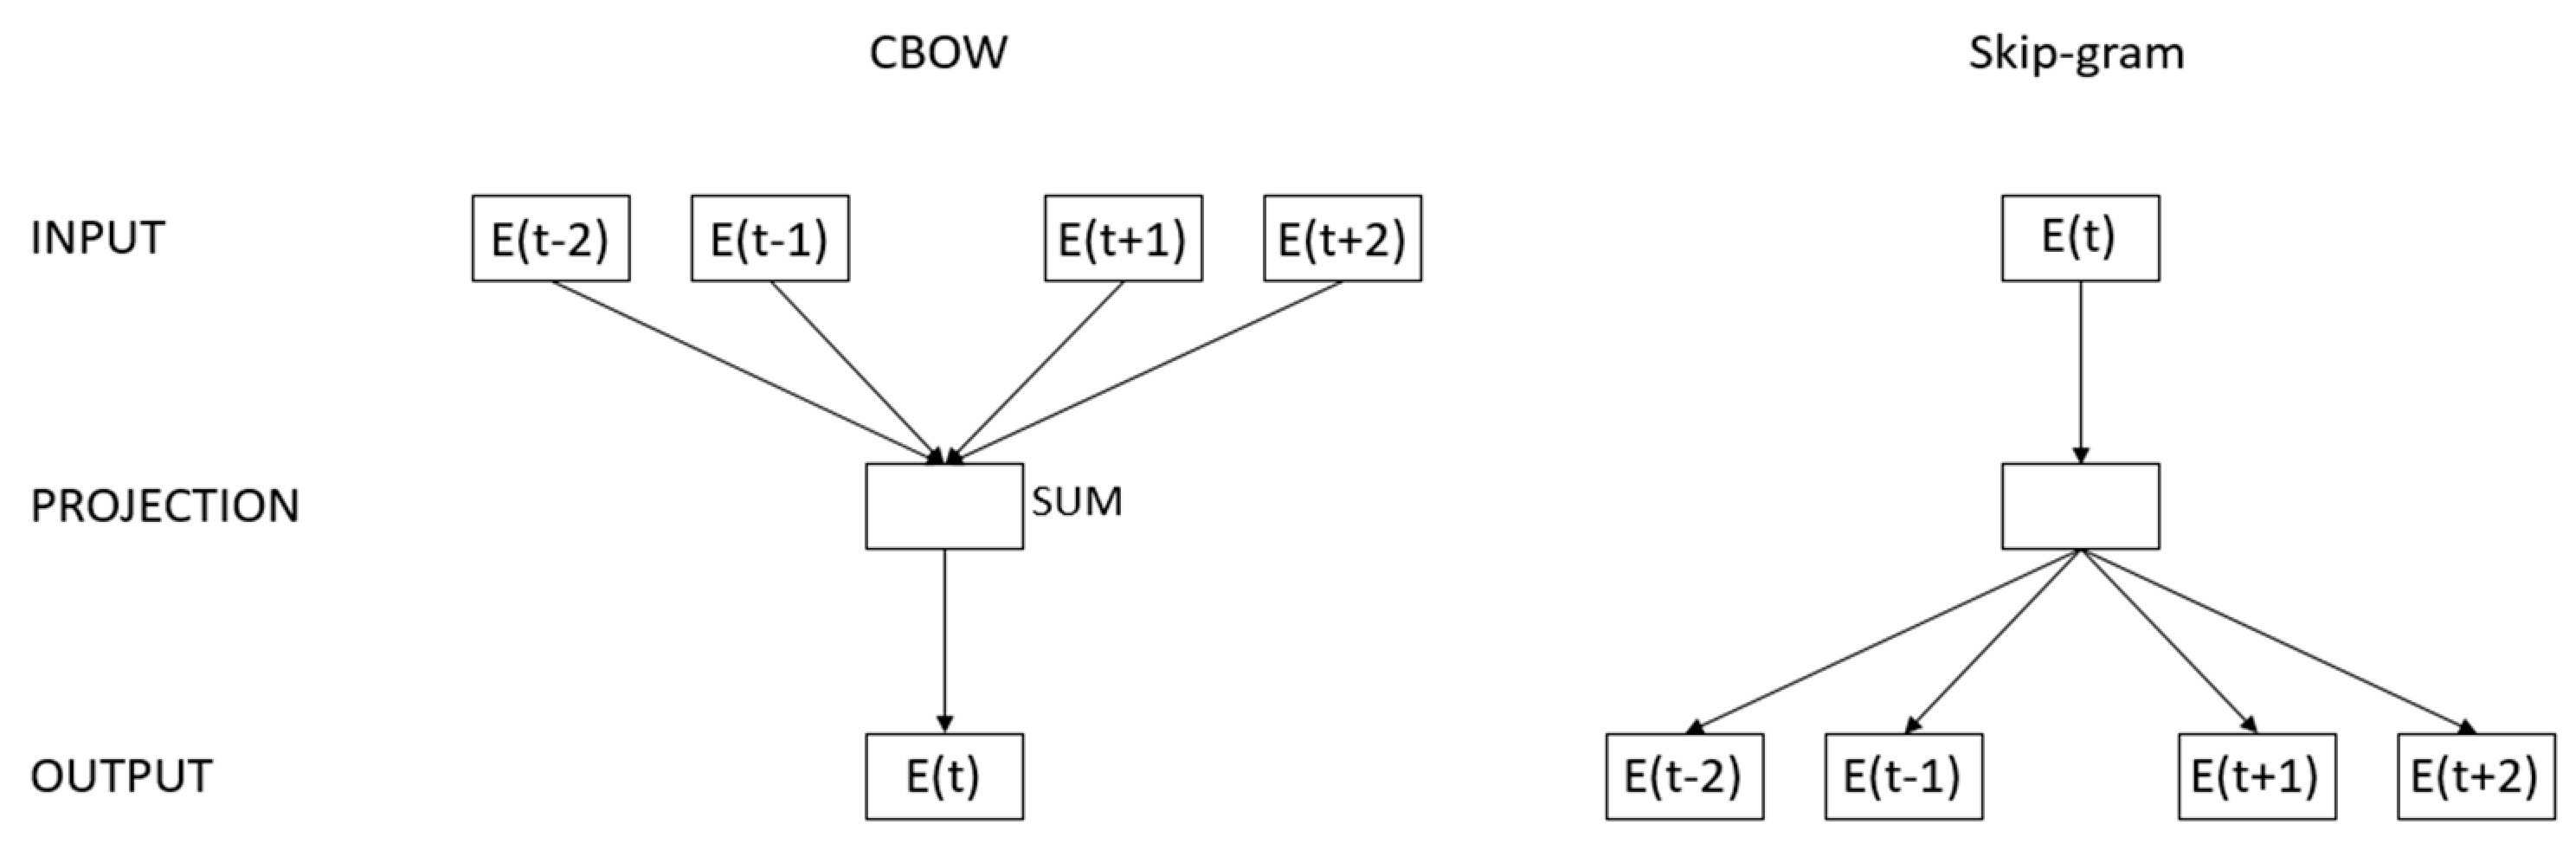 CBOW Skip-gram
INPUT E(t-2) E(t-1) E(t+1) E(t+2) E(t)
PROJECTION SUM
OUTPUT E(t) E(t-2) E(t-1) E(t+1) E(t+2)